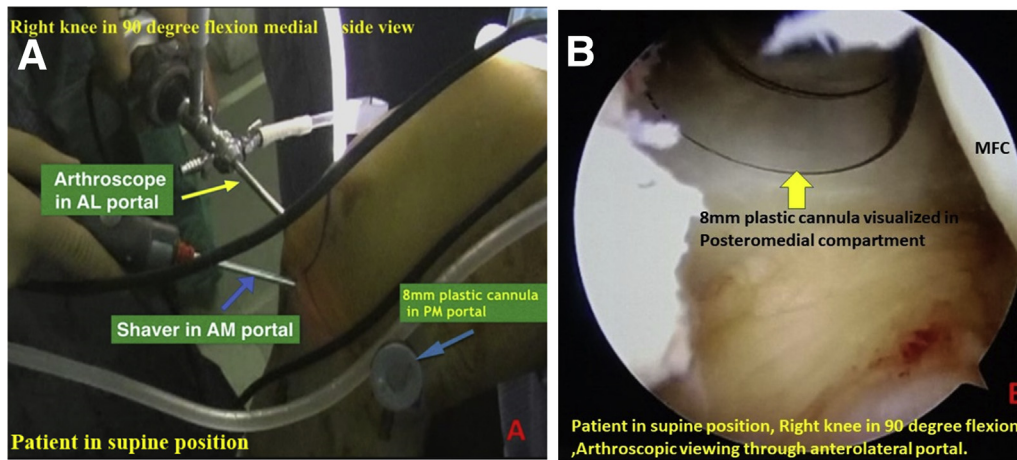 Right knee in 90 degree flexion medial side view
A
Arthroscope
in AL portal
8mm plastic cannula
in PM portal
Shaver in AM portal
Patient in supine position
A
B
MFC
8mm plastic cannula visualized in
Posteromedial compartment
Patient in supine position, Right knee in 90 degree flexion
,Arthroscopic viewing through anterolateral portal.